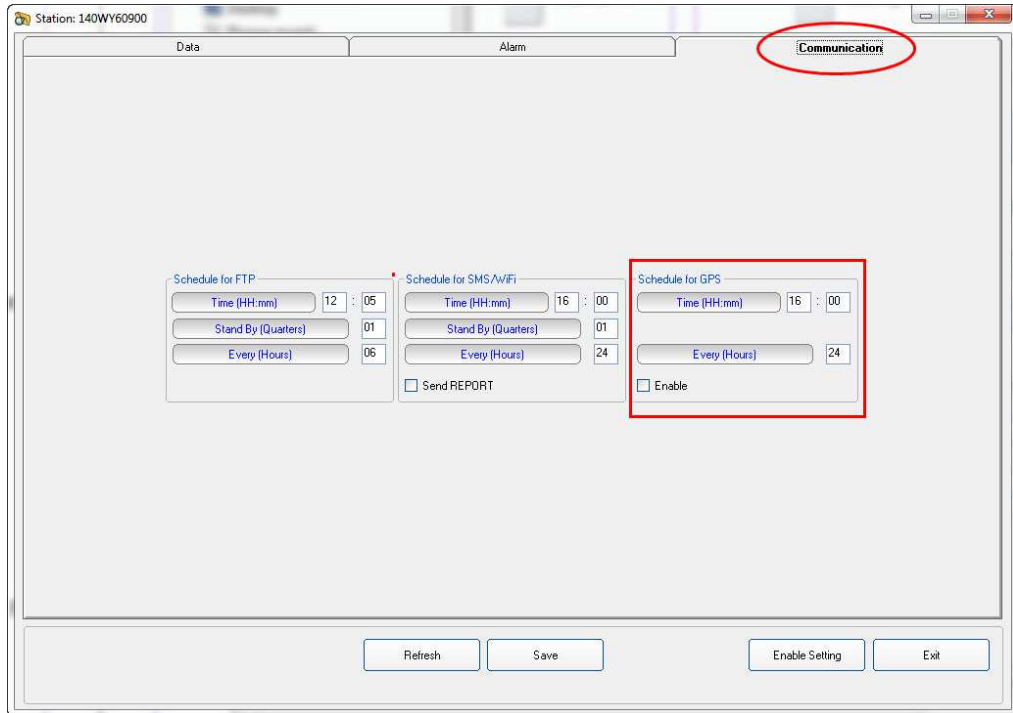 Station: 140WY60900
Data Alarm Communication
Schedule for FTP
Time (HH:mm) 12 : 05
Stand By (Quarters) 01
Every (Hours) 06
Schedule for SMS/WiFi
Time (HH:mm) 16 : 00
Stand By (Quarters) 01
Every (Hours) 24
Send REPORT
Schedule for GPS
Time (HH:mm) 16 : 00
Every (Hours) 24
Enable
Refresh Save Enable Setting Exit